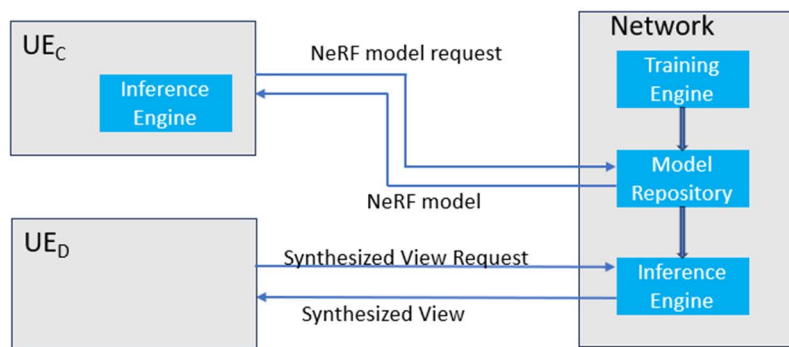 UEC
Inference
Engine
NeRF model request
NeRF model
Network
Training
Engine
Model
Repository
Inference
Engine
UED
Synthesized View Request
Synthesized View